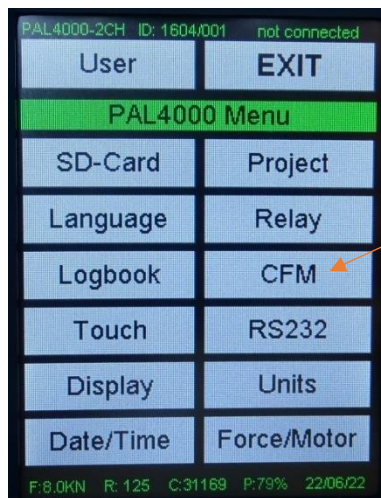 PAL4000-2CH ID: 1604/001 not connected
User EXIT
PAL4000 Menu
SD-Card Project
Language Relay
Logbook CFM
Touch RS232
Display Units
Date/Time Force/Motor
F:8.0KN R: 125 C:31169 P:79% 22/06/22